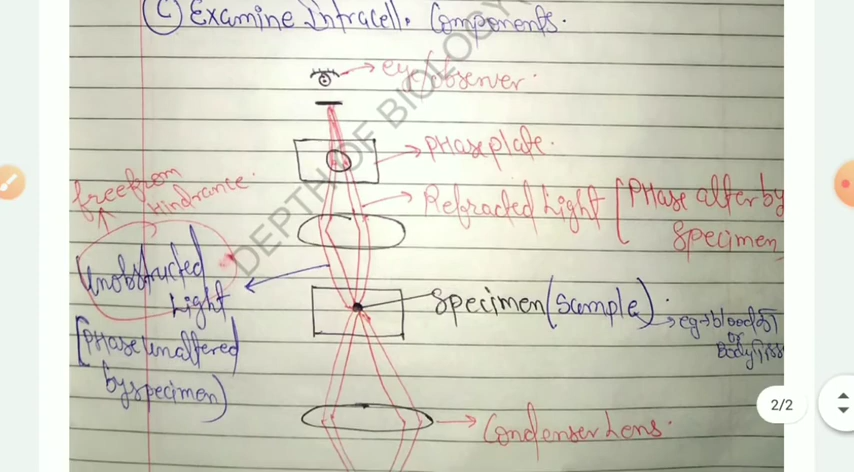 (C) Examine Intracell. Components.
eye/observer.
phase plate.
free from
Hindrance.
Refracted Light [PHase alter by
Specimen
Unobstructed
Light
[PHase unaltered
by specimen)
Specimen (Sample).
→ eg → blood की
or
Body
Condenser Lens.
DEPTH OF BIOLOGY
2/2